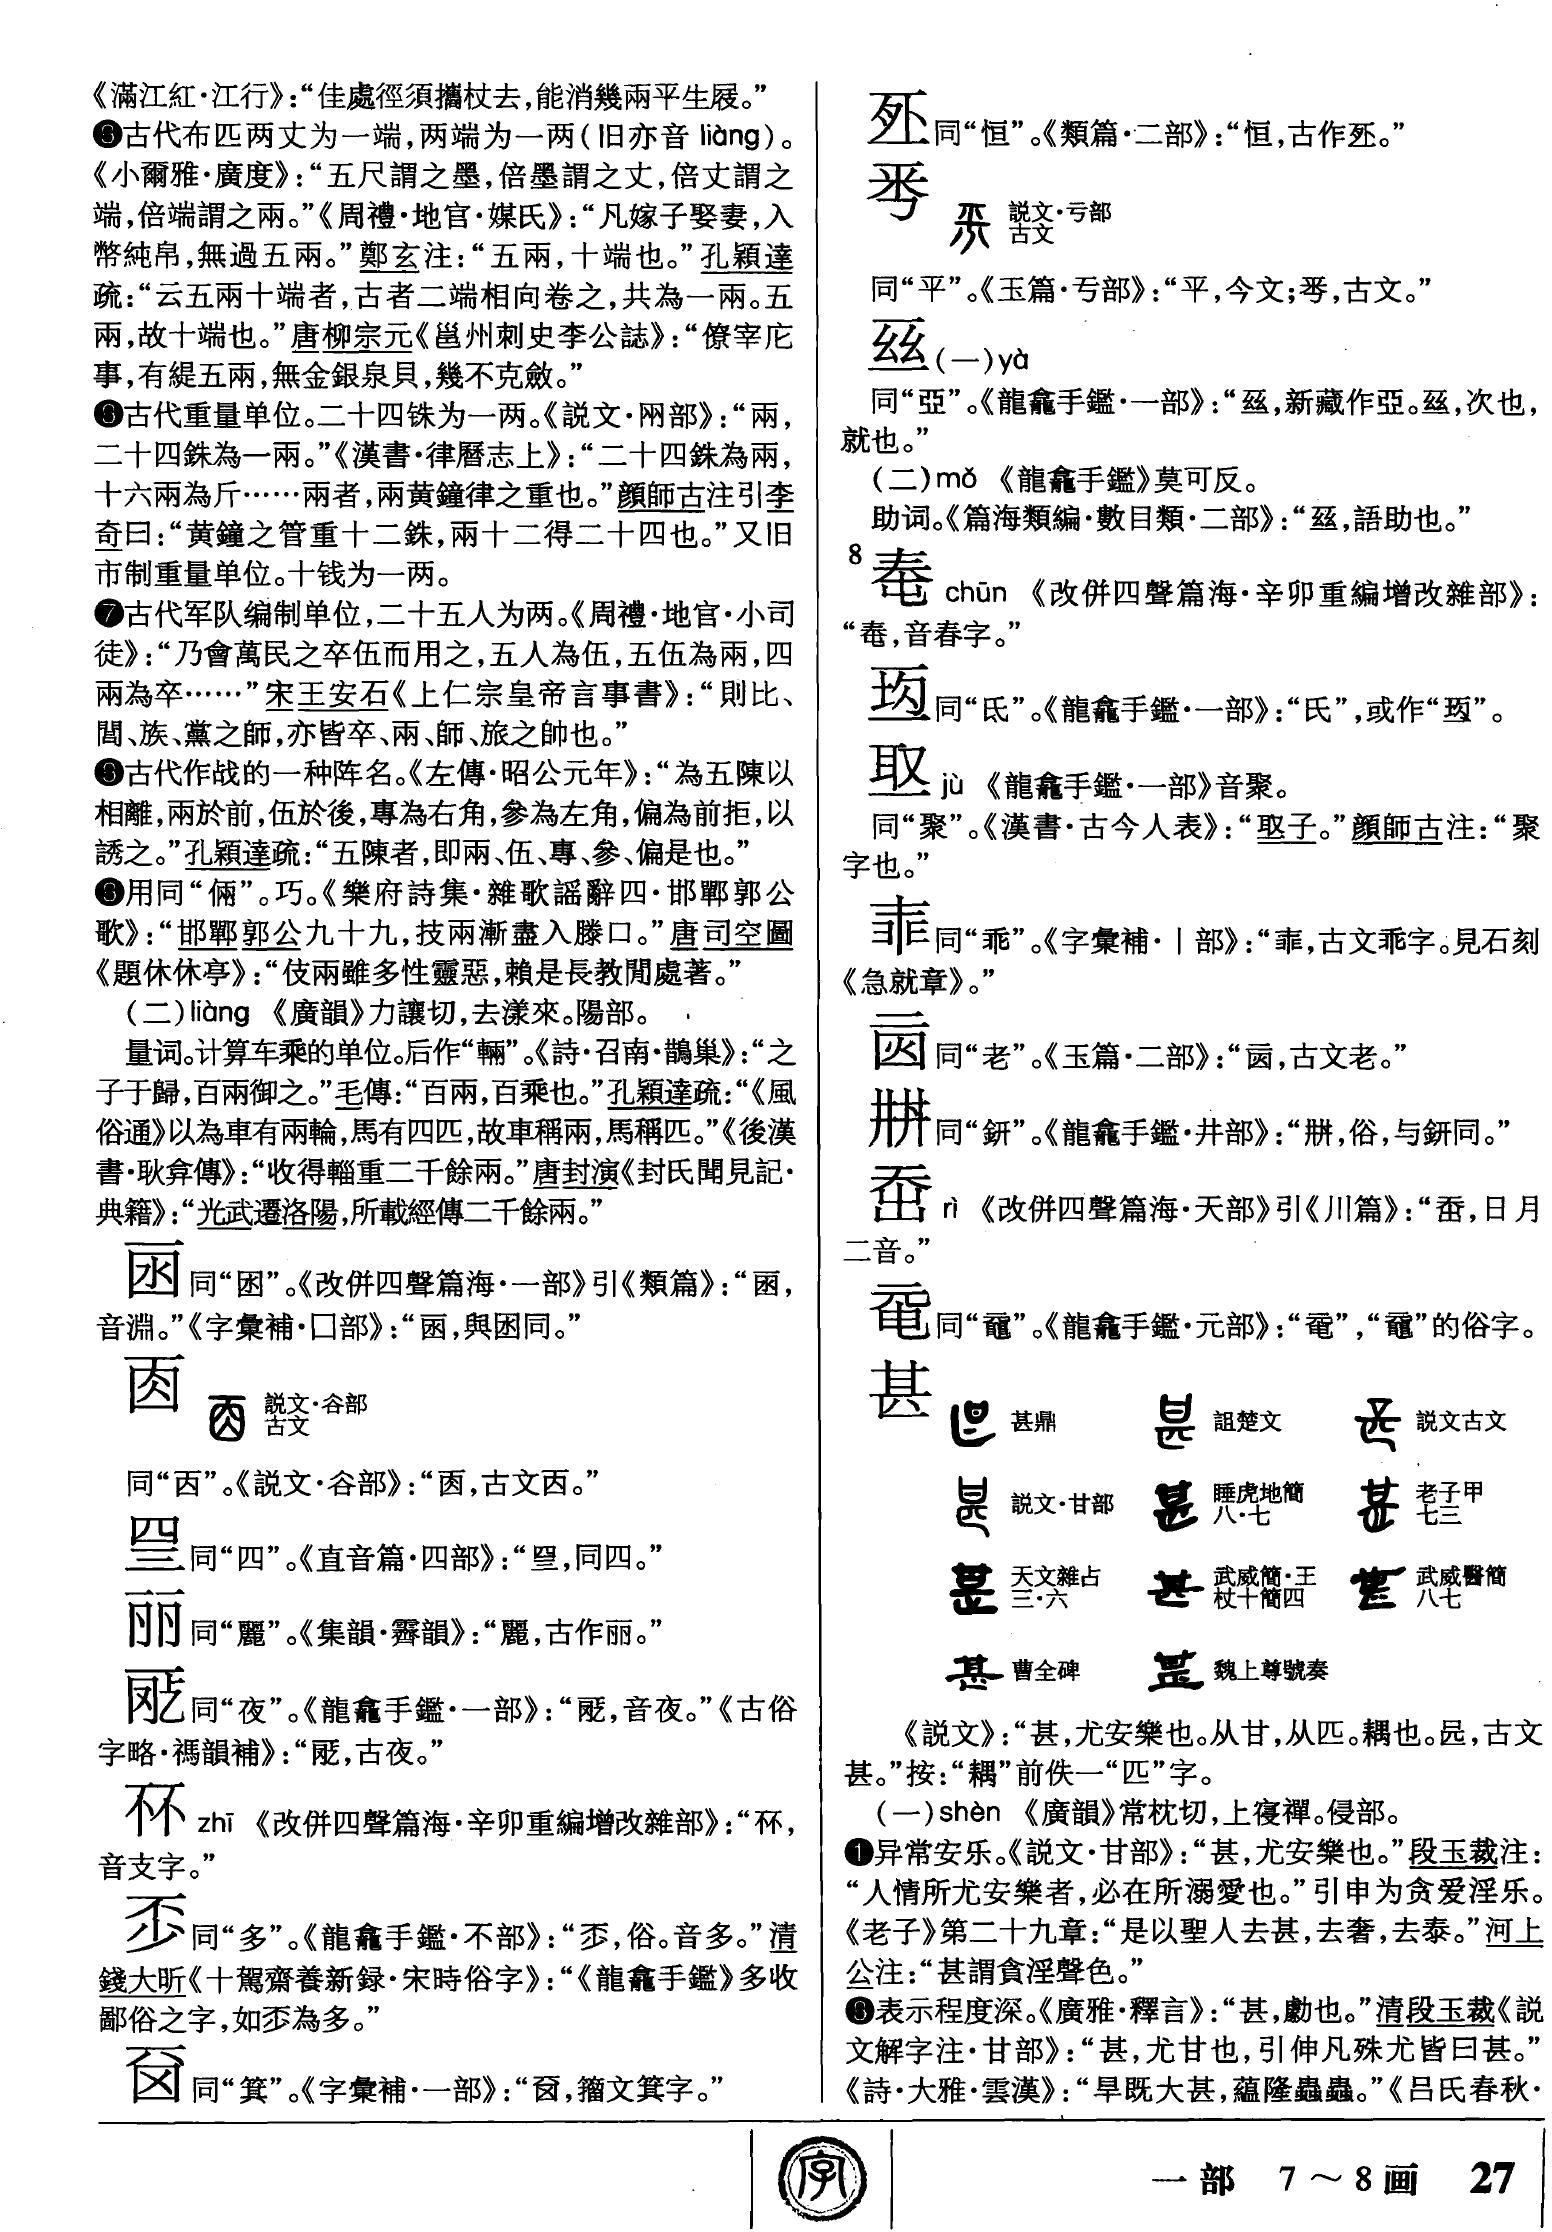 《滿江紅·江行》：“佳處徑須攜杖去，能消幾兩平生屐。”
❺古代布匹两丈为一端，两端为一两（旧亦音 liàng）。
《小爾雅·廣度》：“五尺謂之墨，倍墨謂之丈，倍丈謂之
端，倍端謂之兩。”《周禮·地官·媒氏》：“凡嫁子娶妻，入
幣純帛，無過五兩。”鄭玄注：“五兩，十端也。”孔穎達
疏：“云五兩十端者，古者二端相向卷之，共為一兩。五
兩，故十端也。”唐柳宗元《邕州刺史李公誌》：“僚宰庀
事，有緹五兩，無金銀泉貝，幾不克斂。”
❻古代重量单位。二十四铢为一两。《説文·㒳部》：“兩，
二十四銖為一兩。”《漢書·律曆志上》：“二十四銖為兩，
十六兩為斤……兩者，兩黄鐘律之重也。”顔師古注引李
奇曰：“黄鐘之管重十二銖，兩十二得二十四也。”又旧
市制重量单位。十钱为一两。
❼古代军队编制单位，二十五人为两。《周禮·地官·小司
徒》：“乃會萬民之卒伍而用之，五人為伍，五伍為兩，四
兩為卒……”宋王安石《上仁宗皇帝言事書》：“則比、
閭、族、黨之師，亦皆卒、兩、師、旅之帥也。”
❽古代作战的一种阵名。《左傳·昭公元年》：“為五陳以
相離，兩於前，伍於後，專為右角，參為左角，偏為前拒，以
誘之。”孔穎達疏：“五陳者，即兩、伍、專、參、偏是也。”
❾用同“倆”。巧。《樂府詩集·雜歌謡辭四·邯鄲郭公
歌》：“邯鄲郭公九十九，技兩漸盡入滕口。”唐司空圖
《題休休亭》：“伎兩雖多性靈惡，賴是長教閒處著。”
（二）liàng 《廣韻》力讓切，去漾來。陽部。
量词。计算车乘的单位。后作“輛”。《詩·召南·鵲巢》：“之
子于歸，百兩御之。”毛傳：“百兩，百乘也。”孔穎達疏：“《風
俗通》以為車有兩輪，馬有四匹，故車稱兩，馬稱匹。”《後漢
書·耿弇傳》：“收得輜重二千餘兩。”唐封演《封氏聞見記·
典籍》：“光武遷洛陽，所載經傳二千餘兩。”
同“囦”。《改併四聲篇海·一部》引《類篇》：“，
音淵。”《字彙補·囗部》：“，與囦同。”
説文·谷部
古文
同“㐁”。《説文·谷部》：“，古文㐁。”
同“四”。《直音篇·四部》：“，同四。”
丽同“麗”。《集韻·霽韻》：“麗，古作丽。”
同“夜”。《龍龕手鑑·一部》：“，音夜。”《古俗
字略·禡韻補》：“，古夜。”
zhī 《改併四聲篇海·辛卯重編增改雜部》：“，
音支字。”
同“多”。《龍龕手鑑·不部》：“，俗。音多。”清
錢大昕《十駕齋養新録·宋時俗字》：“《龍龕手鑑》多收
鄙俗之字，如為多。”
同“箕”。《字彙補·一部》：“，籀文箕字。”
同“恒”。《類篇·二部》：“恒，古作。”
説文·亏部
古文
同“平”。《玉篇·亐部》：“平，今文；，古文。”
（一）yà
同“亞”。《龍龕手鑑·一部》：“，新藏作亞。，次也，
就也。”
（二）mǒ 《龍龕手鑑》莫可反。
助词。《篇海類編·數目類·二部》：“，語助也。”
8
chūn 《改併四聲篇海·辛卯重編增改雜部》：
“，音春字。”
同“氐”。《龍龕手鑑·一部》：“氐”，或作“”。
jù 《龍龕手鑑·一部》音聚。
同“聚”。《漢書·古今人表》：“子。”顔師古注：“聚
字也。”
同“乖”。《字彙補·丨部》：“，古文乖字。見石刻
《急就章》。”
同“老”。《玉篇·二部》：“，古文老。”
同“銒”。《龍龕手鑑·井部》：“，俗，与銒同。”
rì 《改併四聲篇海·天部》引《川篇》：“，日月
二音。”
同“”。《龍龕手鑑·元部》：“”，“”的俗字。
甚
甚鼎 詛楚文 説文古文
説文·甘部 睡虎地簡八·七 老子甲七三
天文雜占三·六 武威簡·王杖十簡四 武威醫簡八七
曹全碑 魏上尊號奏
《説文》：“甚，尤安樂也。从甘，从匹。耦也。，古文
甚。”按：“耦”前佚一“匹”字。
（一）shèn 《廣韻》常枕切，上寑禪。侵部。
❶异常安乐。《説文·甘部》：“甚，尤安樂也。”段玉裁注：
“人情所尤安樂者，必在所溺愛也。”引申为贪爱淫乐。
《老子》第二十九章：“是以聖人去甚，去奢，去泰。”河上
公注：“甚謂貪淫聲色。”
❷表示程度深。《廣雅·釋言》：“甚，劇也。”清段玉裁《説
文解字注·甘部》：“甚，尤甘也，引伸凡殊尤皆曰甚。”
《詩·大雅·雲漢》：“旱既大甚，藴隆蟲蟲。”《吕氏春秋·
字
一部 7～8画 27